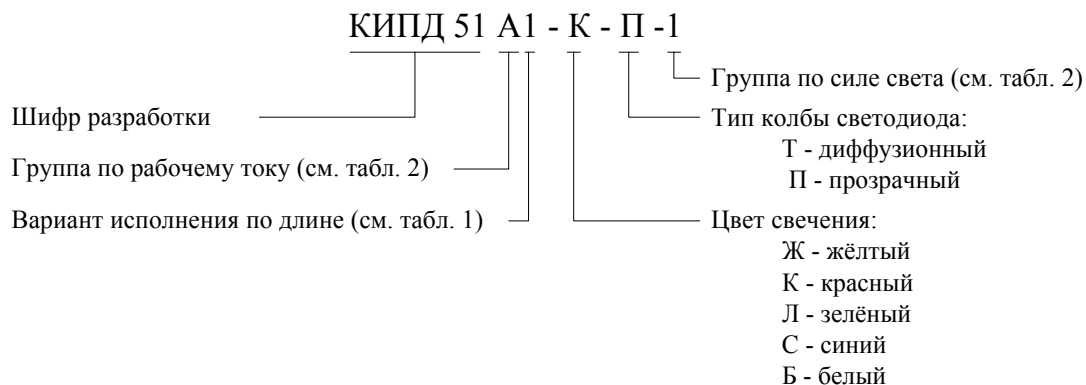 КИПД 51 А1 - К - П -1
Группа по силе света (см. табл. 2)
Шифр разработки
Тип колбы светодиода:
Т - диффузионный
Группа по рабочему току (см. табл. 2)
П - прозрачный
Вариант исполнения по длине (см. табл. 1)
Цвет свечения:
Ж - жёлтый
К - красный
Л - зелёный
С - синий
Б - белый